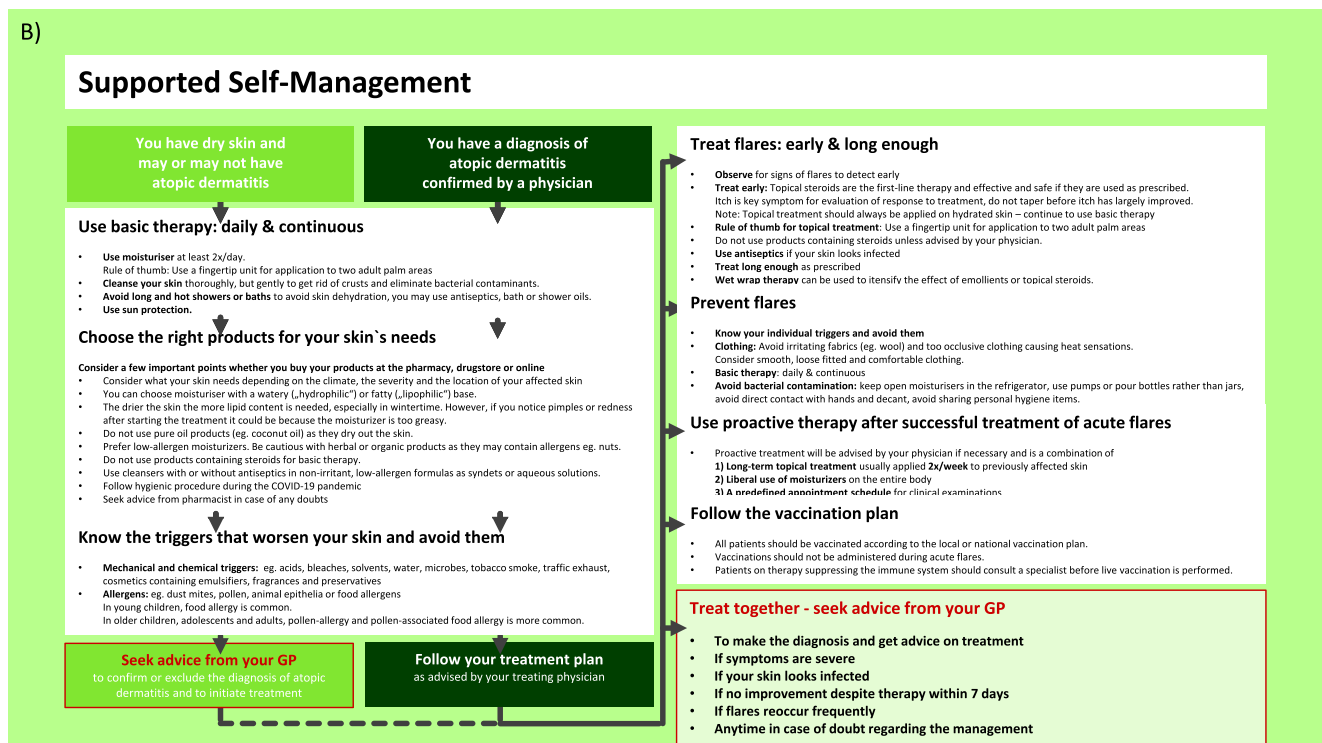 B)
Supported Self-Management
You have dry skin and
may or may not have
atopic dermatitis
You have a diagnosis of
atopic dermatitis
confirmed by a physician
Use basic therapy: daily & continuous
• Use moisturiser at least 2x/day.
Rule of thumb: Use a fingertip unit for application to two adult palm areas
• Cleanse your skin thoroughly, but gently to get rid of crusts and eliminate bacterial contaminants.
• Avoid long and hot showers or baths to avoid skin dehydration, you may use antiseptics, bath or shower oils.
• Use sun protection.
Choose the right products for your skin`s needs
Consider a few important points whether you buy your products at the pharmacy, drugstore or online
• Consider what your skin needs depending on the climate, the severity and the location of your affected skin
• You can choose moisturiser with a watery („hydrophilic“) or fatty („lipophilic“) base.
• The drier the skin the more lipid content is needed, especially in wintertime. However, if you notice pimples or redness
after starting the treatment it could be because the moisturizer is too greasy.
• Do not use pure oil products (eg. coconut oil) as they dry out the skin.
• Prefer low-allergen moisturizers. Be cautious with herbal or organic products as they may contain allergens eg. nuts.
• Do not use products containing steroids for basic therapy.
• Use cleansers with or without antiseptics in non-irritant, low-allergen formulas as syndets or aqueous solutions.
• Follow hygienic procedure during the COVID-19 pandemic
• Seek advice from pharmacist in case of any doubts
Know the triggers that worsen your skin and avoid them
• Mechanical and chemical triggers: eg. acids, bleaches, solvents, water, microbes, tobacco smoke, traffic exhaust,
cosmetics containing emulsifiers, fragrances and preservatives
• Allergens: eg. dust mites, pollen, animal epithelia or food allergens
In young children, food allergy is common.
In older children, adolescents and adults, pollen-allergy and pollen-associated food allergy is more common.
Seek advice from your GP
to confirm or exclude the diagnosis of atopic
dermatitis and to initiate treatment
Follow your treatment plan
as advised by your treating physician
Treat flares: early & long enough
• Observe for signs of flares to detect early
• Treat early: Topical steroids are the first-line therapy and effective and safe if they are used as prescribed.
Itch is key symptom for evaluation of response to treatment, do not taper before itch has largely improved.
Note: Topical treatment should always be applied on hydrated skin – continue to use basic therapy
• Rule of thumb for topical treatment: Use a fingertip unit for application to two adult palm areas
• Do not use products containing steroids unless advised by your physician.
• Use antiseptics if your skin looks infected
• Treat long enough as prescribed
• Wet wrap therapy can be used to itensify the effect of emollients or topical steroids.
Prevent flares
• Know your individual triggers and avoid them
• Clothing: Avoid irritating fabrics (eg. wool) and too occlusive clothing causing heat sensations.
Consider smooth, loose fitted and comfortable clothing.
• Basic therapy: daily & continuous
• Avoid bacterial contamination: keep open moisturisers in the refrigerator, use pumps or pour bottles rather than jars,
avoid direct contact with hands and decant, avoid sharing personal hygiene items.
Use proactive therapy after successful treatment of acute flares
• Proactive treatment will be advised by your physician if necessary and is a combination of
1) Long-term topical treatment usually applied 2x/week to previously affected skin
2) Liberal use of moisturizers on the entire body
3) A predefined appointment schedule for clinical examinations
Follow the vaccination plan
• All patients should be vaccinated according to the local or national vaccination plan.
• Vaccinations should not be administered during acute flares.
• Patients on therapy suppressing the immune system should consult a specialist before live vaccination is performed.
Treat together - seek advice from your GP
• To make the diagnosis and get advice on treatment
• If symptoms are severe
• If your skin looks infected
• If no improvement despite therapy within 7 days
• If flares reoccur frequently
• Anytime in case of doubt regarding the management